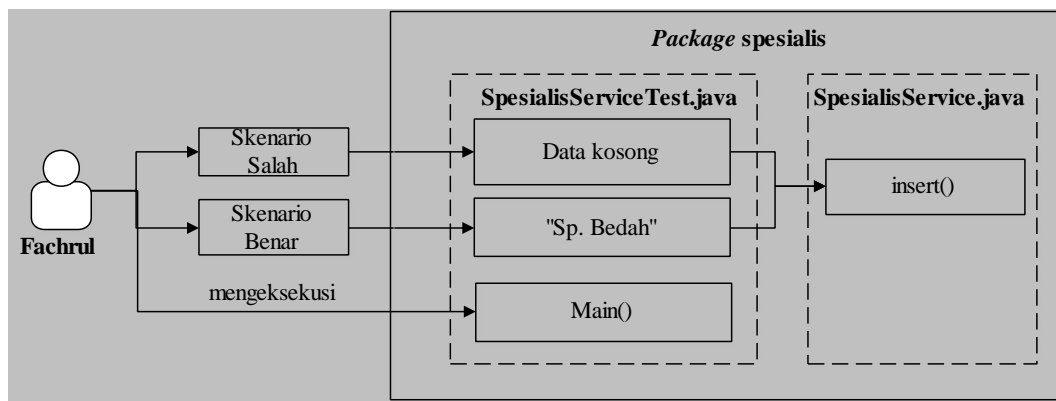 Package spesialis
SpesialisServiceTest.java
SpesialisService.java
Skenario
Salah
Data kosong
insert()
Skenario
Benar
"Sp. Bedah"
Fachrul
mengeksekusi
Main()